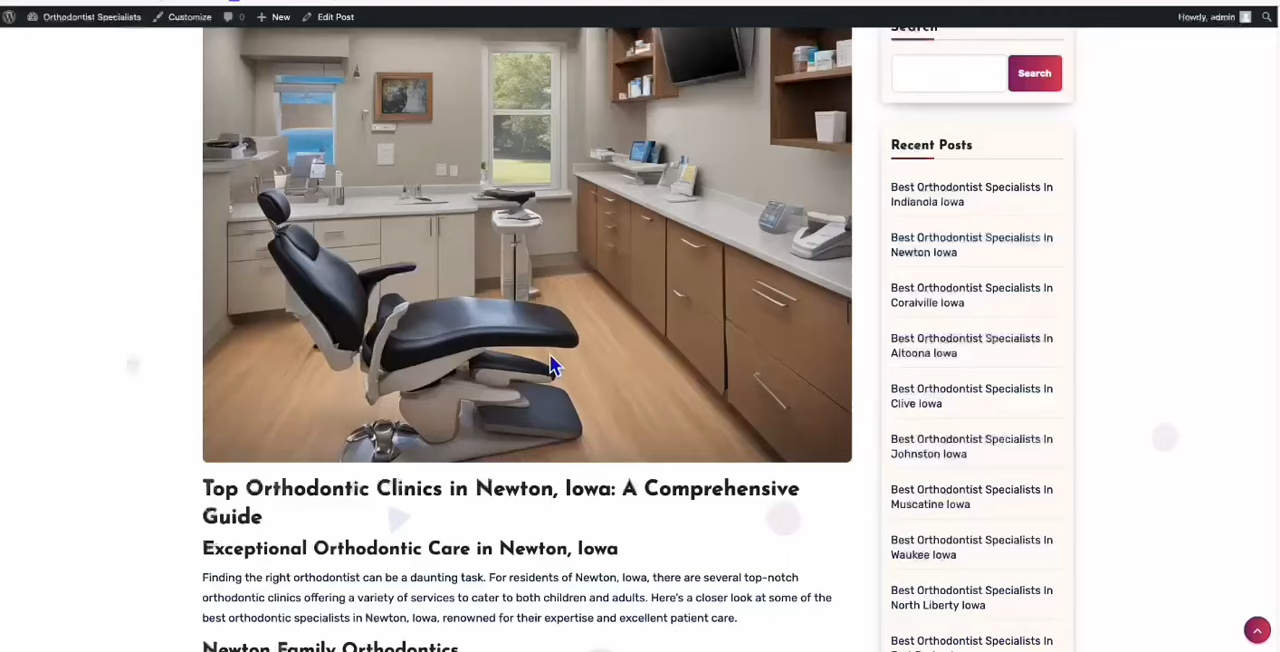 Orthodontist Specialists
Customize
0
New
Edit Post
Howdy, admin
Search
Search
Recent Posts
Best Orthodontist Specialists In
Indianola Iowa
Best Orthodontist Specialists In
Newton Iowa
Best Orthodontist Specialists In
Coralville Iowa
Best Orthodontist Specialists In
Altoona Iowa
Best Orthodontist Specialists In
Clive Iowa
Best Orthodontist Specialists In
Johnston Iowa
Best Orthodontist Specialists In
Muscatine Iowa
Best Orthodontist Specialists In
Waukee Iowa
Best Orthodontist Specialists In
North Liberty Iowa
Best Orthodontist Specialists In
Top Orthodontic Clinics in Newton, Iowa: A Comprehensive
Guide
Exceptional Orthodontic Care in Newton, Iowa
Finding the right orthodontist can be a daunting task. For residents of Newton, Iowa, there are several top-notch
orthodontic clinics offering a variety of services to cater to both children and adults. Here's a closer look at some of the
best orthodontic specialists in Newton, Iowa, renowned for their expertise and excellent patient care.
Newton Family Orthodontics